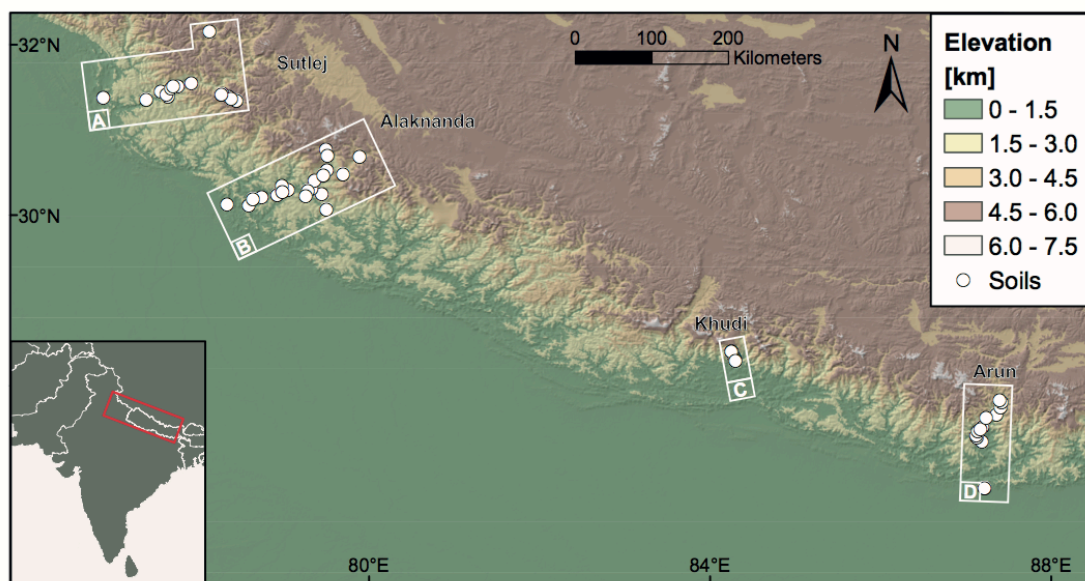 32°N
30°N
80°E
84°E
88°E
Sutlej
Alaknanda
Khudi
Arun
A
B
C
D
0 100 200
Kilometers
N
Elevation
[km]
0 - 1.5
1.5 - 3.0
3.0 - 4.5
4.5 - 6.0
6.0 - 7.5
Soils